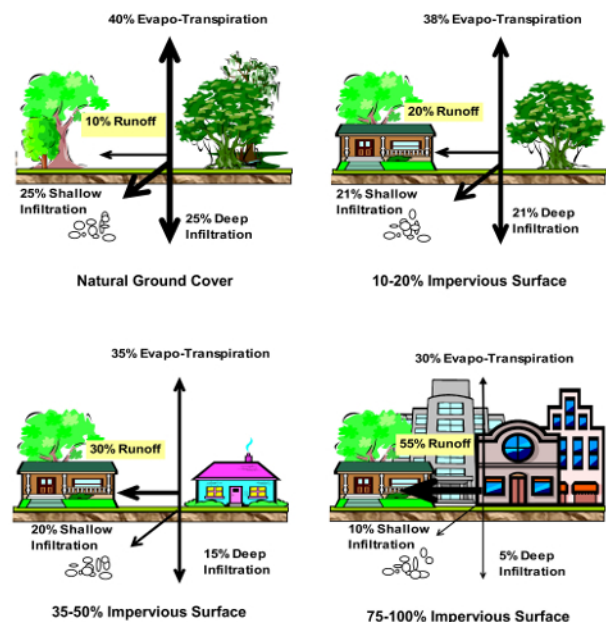 40% Evapo-Transpiration
10% Runoff
25% Shallow
Infiltration
25% Deep
Infiltration
Natural Ground Cover
38% Evapo-Transpiration
20% Runoff
21% Shallow
Infiltration
21% Deep
Infiltration
10-20% Impervious Surface
35% Evapo-Transpiration
30% Runoff
20% Shallow
Infiltration
15% Deep
Infiltration
35-50% Impervious Surface
30% Evapo-Transpiration
55% Runoff
10% Shallow
Infiltration
5% Deep
Infiltration
75-100% Impervious Surface